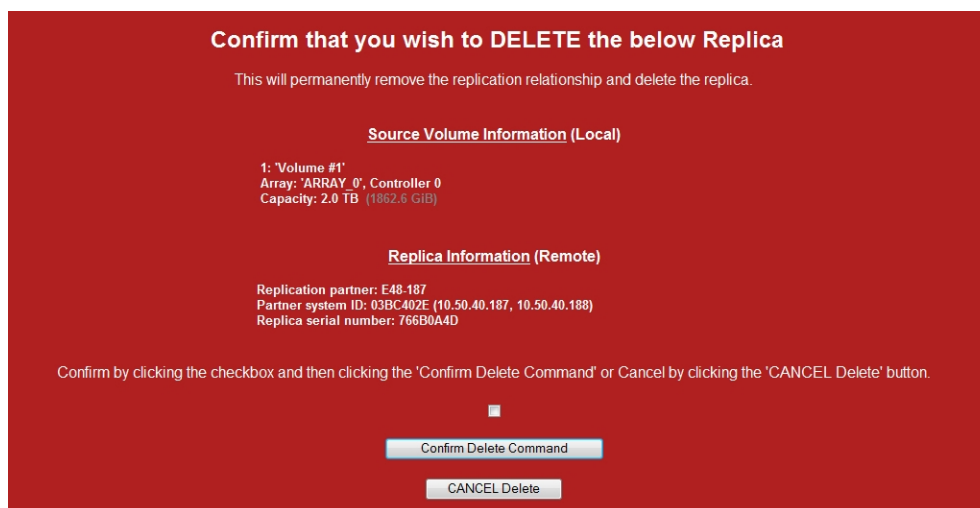 Confirm that you wish to DELETE the below Replica
This will permanently remove the replication relationship and delete the replica.
Source Volume Information (Local)
1: 'Volume #1'
Array: 'ARRAY_0', Controller 0
Capacity: 2.0 TB (1862.6 GiB)
Replica Information (Remote)
Replication partner: E48-187
Partner system ID: 03BC402E (10.50.40.187, 10.50.40.188)
Replica serial number: 766B0A4D
Confirm by clicking the checkbox and then clicking the 'Confirm Delete Command' or Cancel by clicking the 'CANCEL Delete' button.
Confirm Delete Command
CANCEL Delete